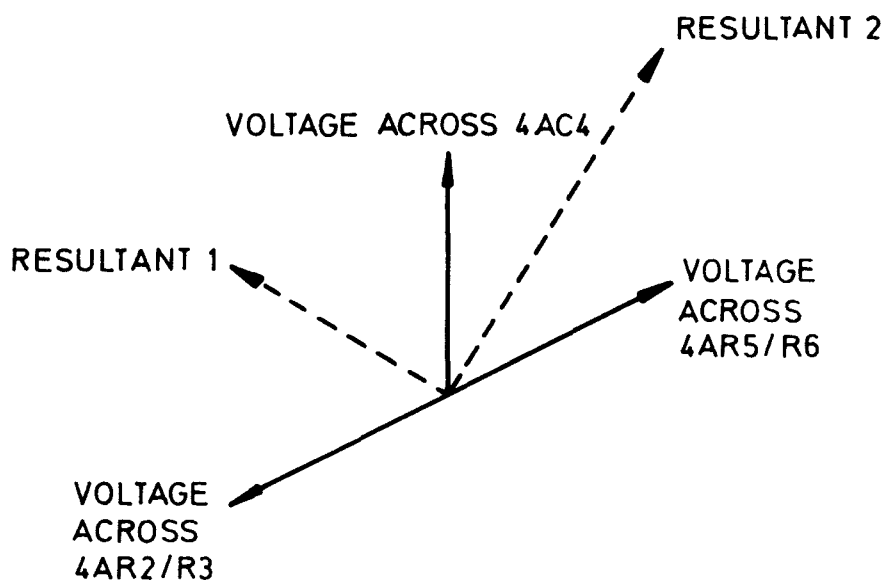 RESULTANT 2
VOLTAGE ACROSS 4AC4
RESULTANT 1
VOLTAGE
ACROSS
4AR5/R6
VOLTAGE
ACROSS
4AR2/R3